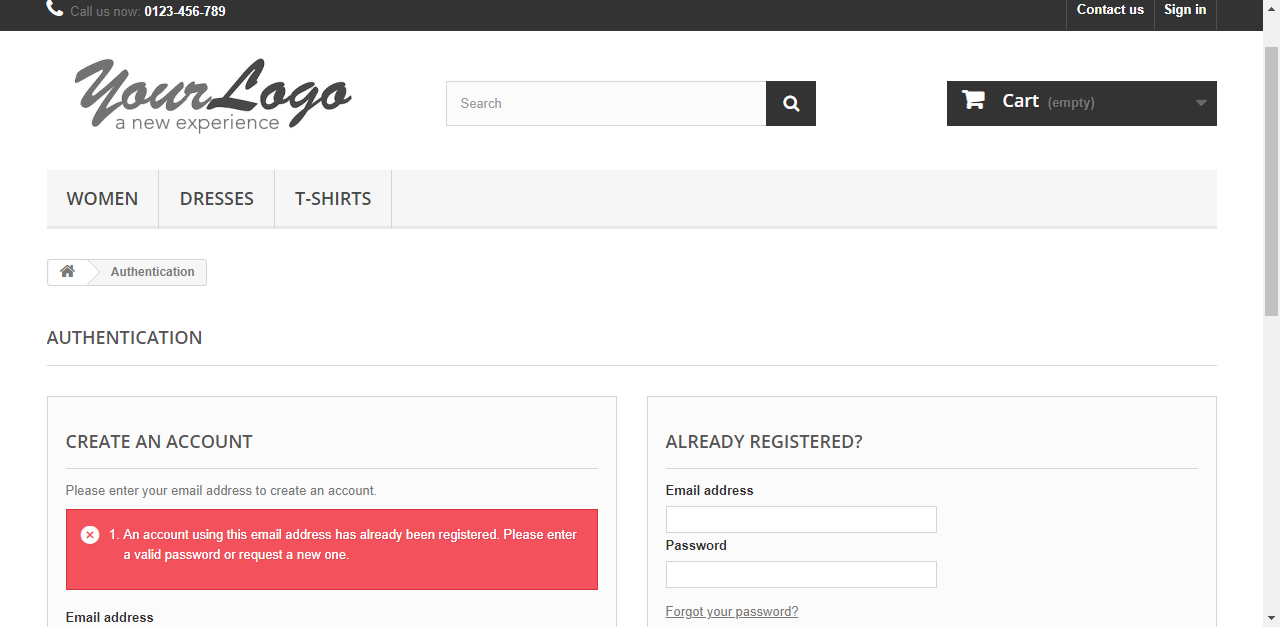 Call us now: 0123-456-789
Contact us
Sign in
YourLogo
a new experience
Search
Cart (empty)
WOMEN
DRESSES
T-SHIRTS
Authentication
AUTHENTICATION
CREATE AN ACCOUNT
Please enter your email address to create an account.
1. An account using this email address has already been registered. Please enter
a valid password or request a new one.
Email address
ALREADY REGISTERED?
Email address
Password
Forgot your password?